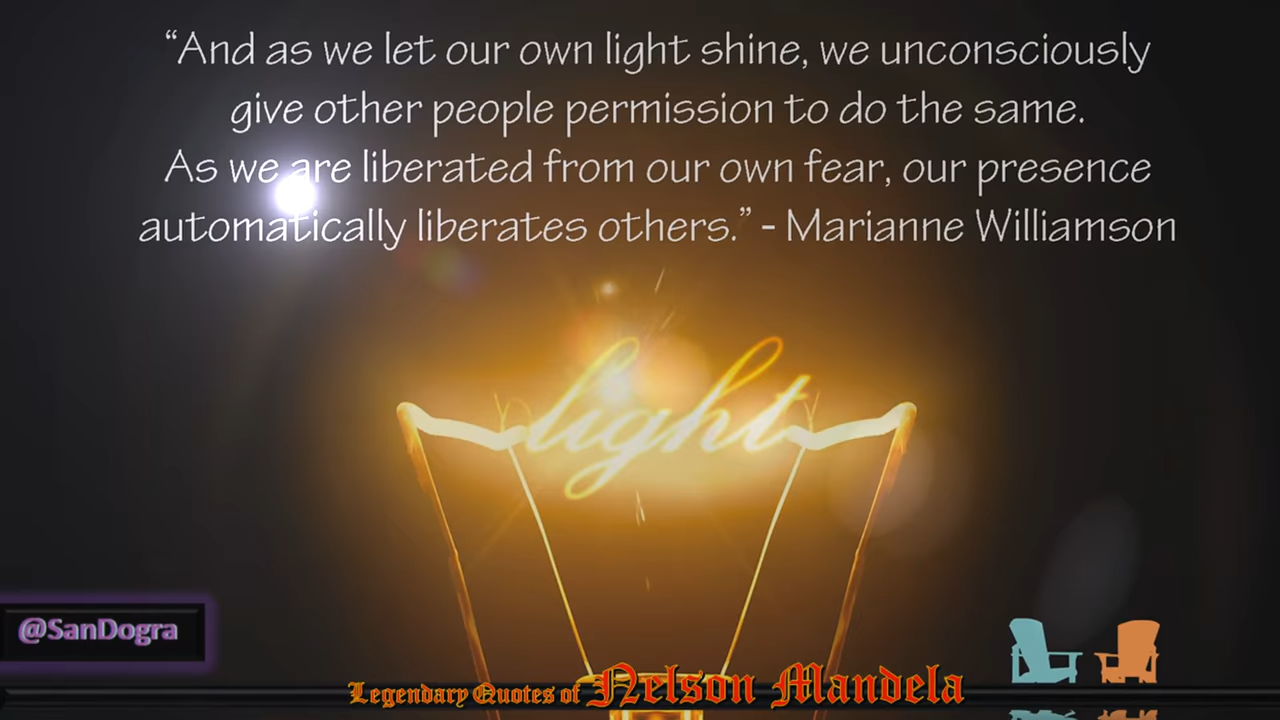 “And as we let our own light shine, we unconsciously
give other people permission to do the same.
As we are liberated from our own fear, our presence
automatically liberates others.” - Marianne Williamson
light
@SanDogra
Legendary Quotes of Nelson Mandela